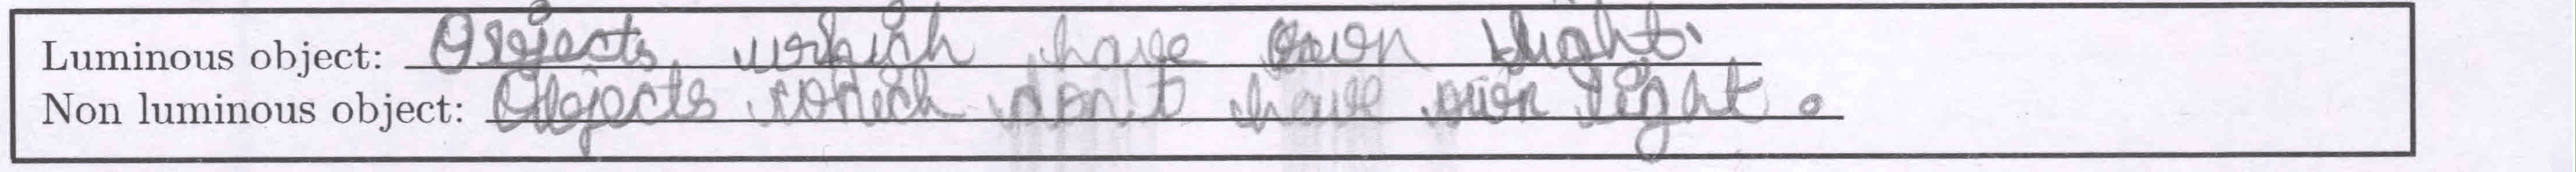 Luminous object: Objects which have own light.
Non luminous object: Objects which don't have own light.